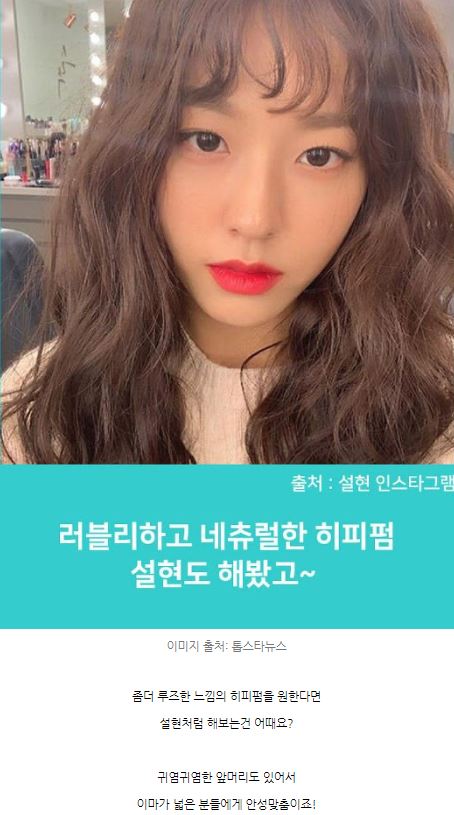 출처 : 설현 인스타그램
러블리하고 네츄럴한 히피펌
설현도 해봤고~
이미지 출처: 톱스타뉴스
좀더 루즈한 느낌의 히피펌을 원한다면
설현처럼 해보는건 어때요?
귀염귀염한 앞머리도 있어서
이마가 넓은 분들에게 안성맞춤이죠!